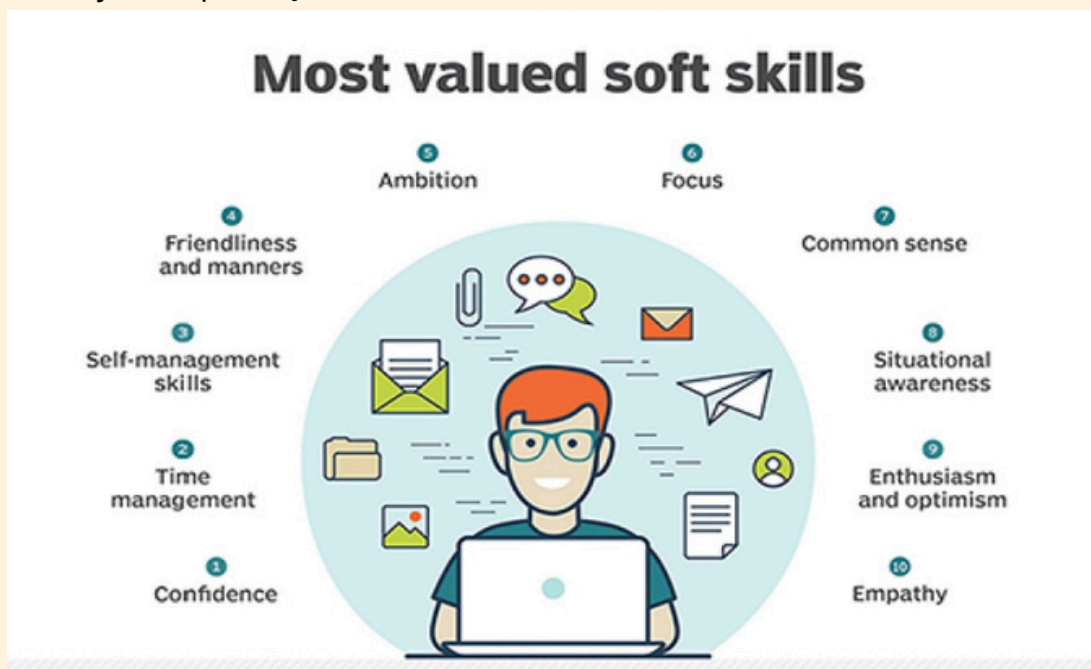 Most valued soft skills
1
Confidence
2
Time
management
3
Self-management
skills
4
Friendliness
and manners
5
Ambition
6
Focus
7
Common sense
8
Situational
awareness
9
Enthusiasm
and optimism
10
Empathy